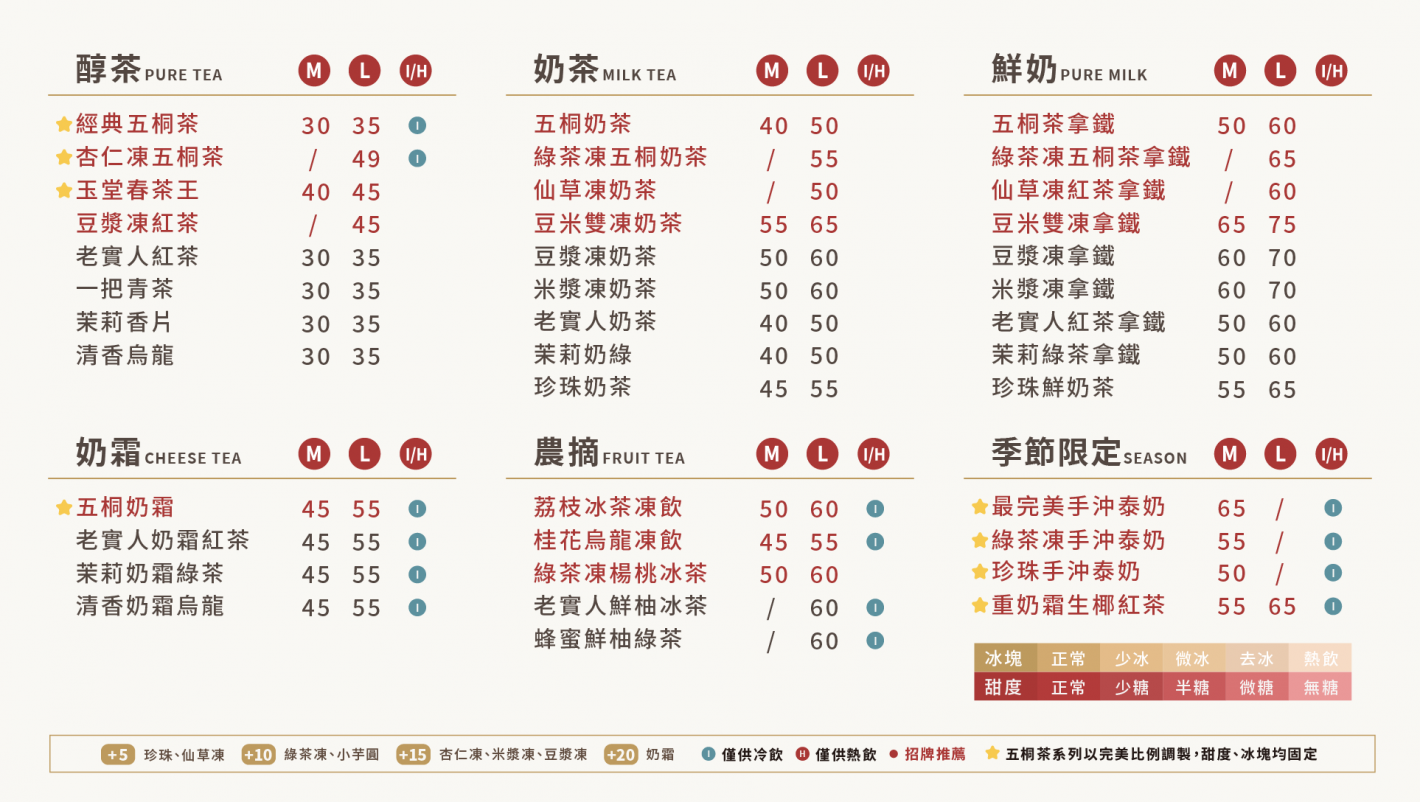 醇茶 PURE TEA M L I/H
經典五桐茶 30 35 I
杏仁凍五桐茶 / 49 I
玉堂春茶王 40 45
豆漿凍紅茶 / 45
老實人紅茶 30 35
一把青茶 30 35
茉莉香片 30 35
清香烏龍 30 35
奶茶 MILK TEA M L I/H
五桐奶茶 40 50
綠茶凍五桐奶茶 / 55
仙草凍奶茶 / 50
豆米雙凍奶茶 55 65
豆漿凍奶茶 50 60
米漿凍奶茶 50 60
老實人奶茶 40 50
茉莉奶綠 40 50
珍珠奶茶 45 55
鮮奶 PURE MILK M L I/H
五桐茶拿鐵 50 60
綠茶凍五桐茶拿鐵 / 65
仙草凍紅茶拿鐵 / 60
豆米雙凍拿鐵 65 75
豆漿凍拿鐵 60 70
米漿凍拿鐵 60 70
老實人紅茶拿鐵 50 60
茉莉綠茶拿鐵 50 60
珍珠鮮奶茶 55 65
奶霜 CHEESE TEA M L I/H
五桐奶霜 45 55 I
老實人奶霜紅茶 45 55 I
茉莉奶霜綠茶 45 55 I
清香奶霜烏龍 45 55 I
農摘 FRUIT TEA M L I/H
荔枝冰茶凍飲 50 60 I
桂花烏龍凍飲 45 55 I
綠茶凍楊桃冰茶 50 60
老實人鮮柚冰茶 / 60 I
蜂蜜鮮柚綠茶 / 60 I
季節限定 SEASON M L I/H
最完美手沖泰奶 65 / I
綠茶凍手沖泰奶 55 / I
珍珠手沖泰奶 50 / I
重奶霜生椰紅茶 55 65 I
冰塊 正常 少冰 微冰 去冰 熱飲
甜度 正常 少糖 半糖 微糖 無糖
+5 珍珠、仙草凍 +10 綠茶凍、小芋圓 +15 杏仁凍、米漿凍、豆漿凍 +20 奶霜 I 僅供冷飲 H 僅供熱飲 ● 招牌推薦 五桐茶系列以完美比例調製，甜度、冰塊均固定